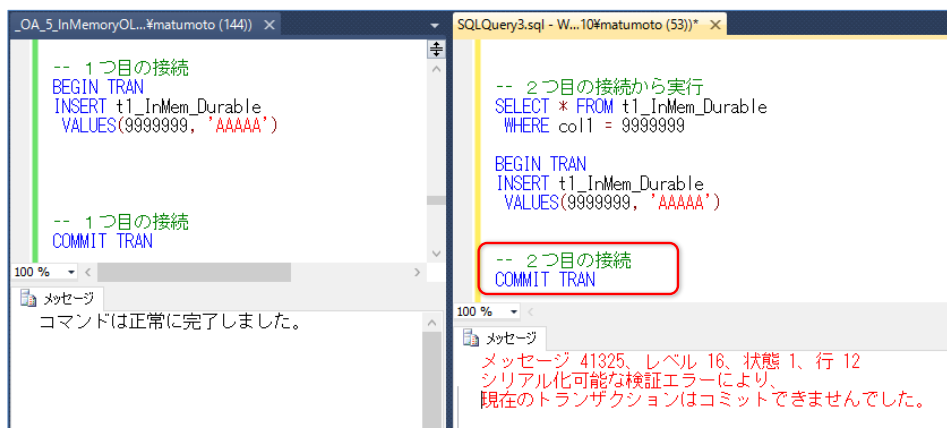 _OA_5_InMemoryOL...¥matumoto (144)) ×
-- １つ目の接続
BEGIN TRAN
INSERT t1_InMem_Durable
VALUES(9999999, 'AAAAA')
-- １つ目の接続
COMMIT TRAN
100 %
メッセージ
コマンドは正常に完了しました。
SQLQuery3.sql - W...10¥matumoto (53))* ×
-- ２つ目の接続から実行
SELECT * FROM t1_InMem_Durable
WHERE col1 = 9999999
BEGIN TRAN
INSERT t1_InMem_Durable
VALUES(9999999, 'AAAAA')
-- ２つ目の接続
COMMIT TRAN
100 %
メッセージ
メッセージ 41325、レベル 16、状態 1、行 12
シリアル化可能な検証エラーにより、
現在のトランザクションはコミットできませんでした。